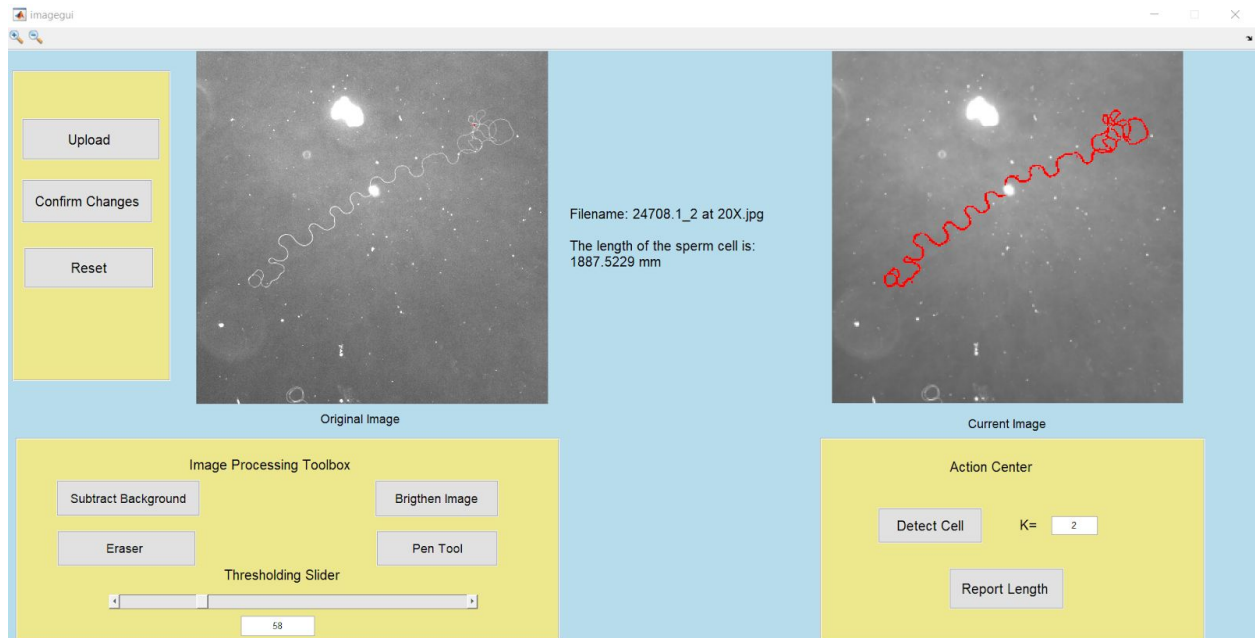 imagegui
Upload
Confirm Changes
Reset
Filename: 24708.1_2 at 20X.jpg
The length of the sperm cell is:
1887.5229 mm
Original Image
Current Image
Image Processing Toolbox
Subtract Background
Brigthen Image
Eraser
Pen Tool
Thresholding Slider
58
Action Center
Detect Cell
K=
2
Report Length